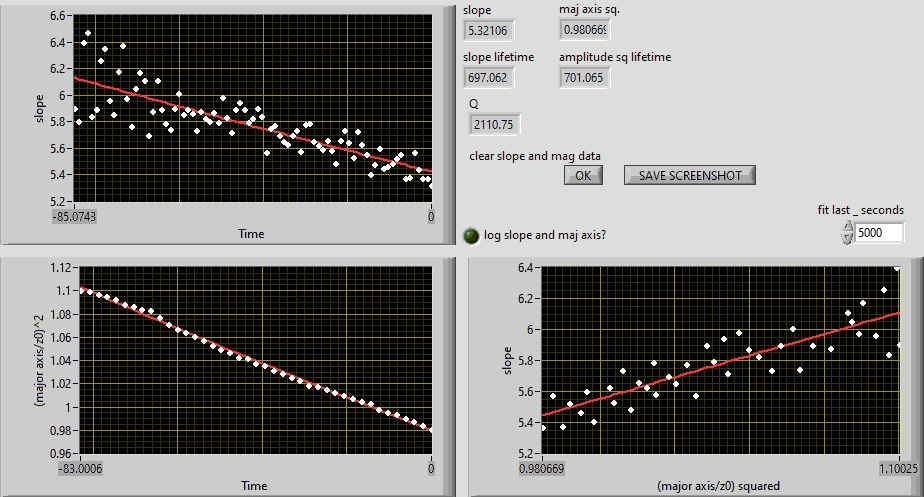 slope
maj axis sq.
5.32106
0.980669
slope lifetime
amplitude sq lifetime
697.062
701.065
Q
2110.75
clear slope and mag data
OK
SAVE SCREENSHOT
fit last _ seconds
5000
log slope and maj axis?
6.6
6.4
6.2
6
5.8
5.6
5.4
5.2
slope
-85.0743
0
Time
1.12
1.1
1.08
1.06
1.04
1.02
1
0.98
0.96
(major axis/z0))^2
-83.0006
0
Time
6.4
6.2
6
5.8
5.6
5.4
5.2
slope
0.980669
1.10025
(major axis/z0) squared